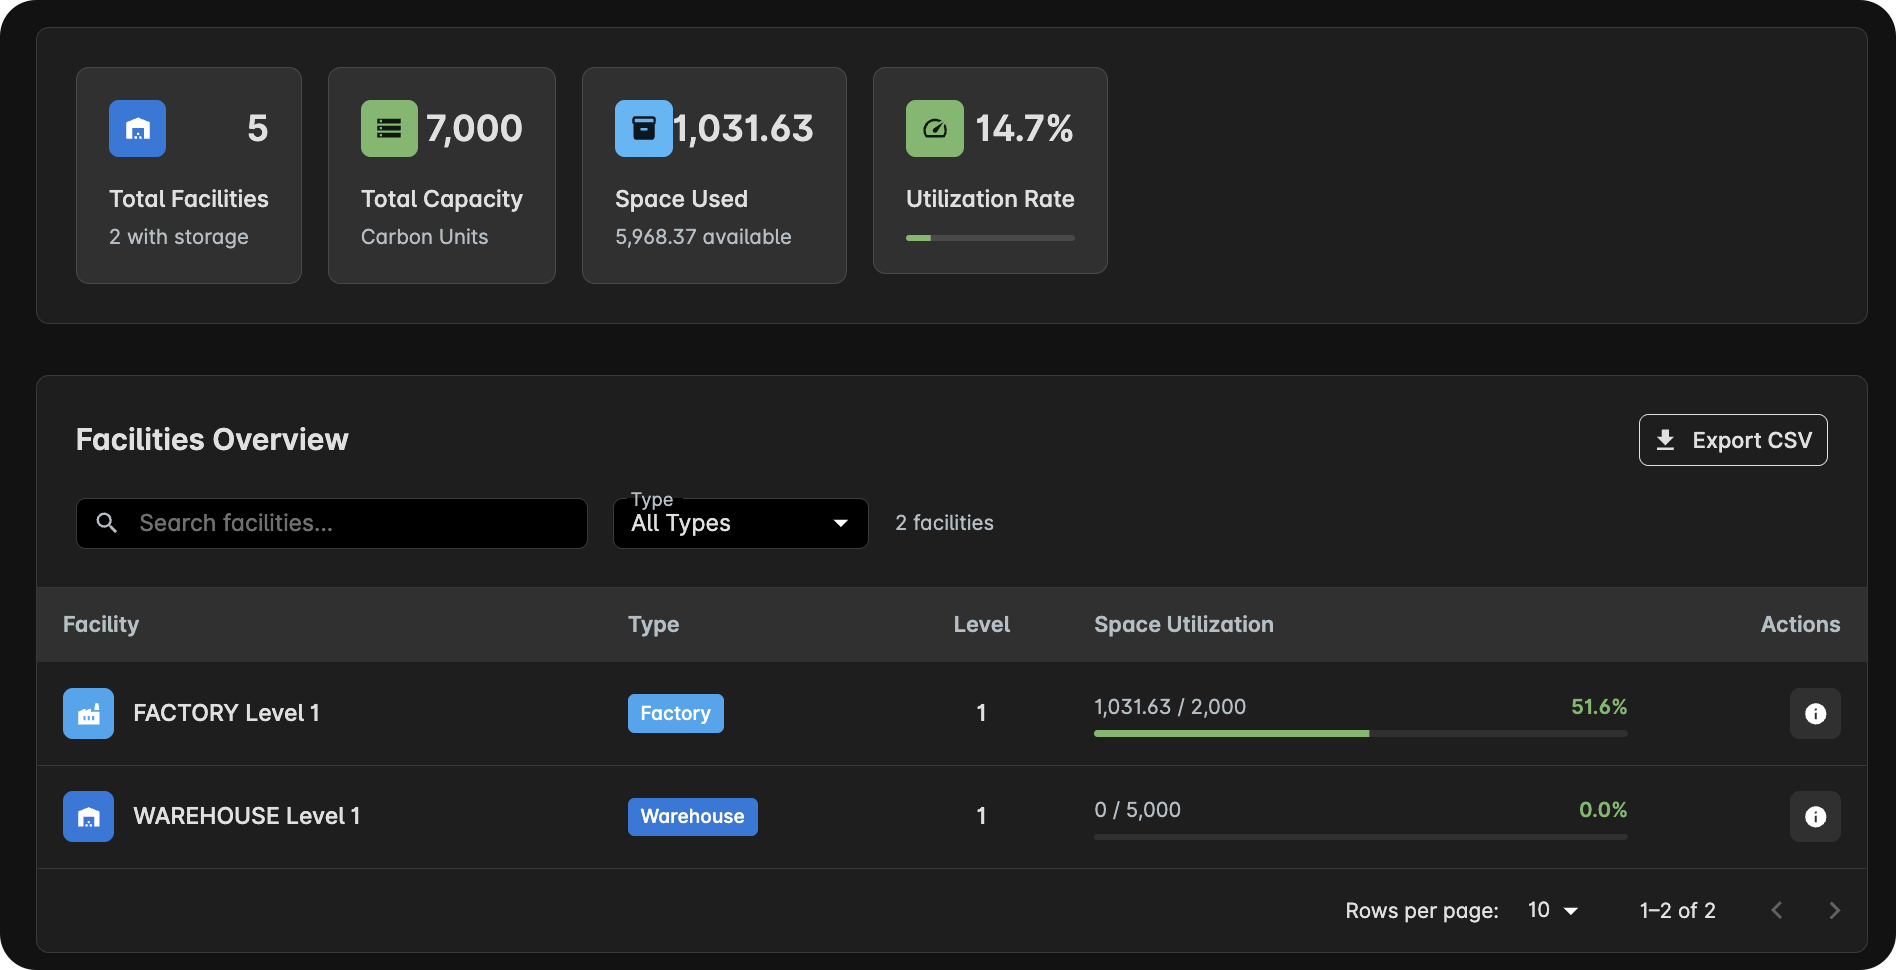 5
Total Facilities
2 with storage
7,000
Total Capacity
Carbon Units
1,031.63
Space Used
5,968.37 available
14.7%
Utilization Rate
Facilities Overview
Export CSV
Search facilities...
Type
All Types
2 facilities
Facility Type Level Space Utilization Actions
FACTORY Level 1 Factory 1 1,031.63 / 2,000 51.6%
WAREHOUSE Level 1 Warehouse 1 0 / 5,000 0.0%
Rows per page: 10 1–2 of 2